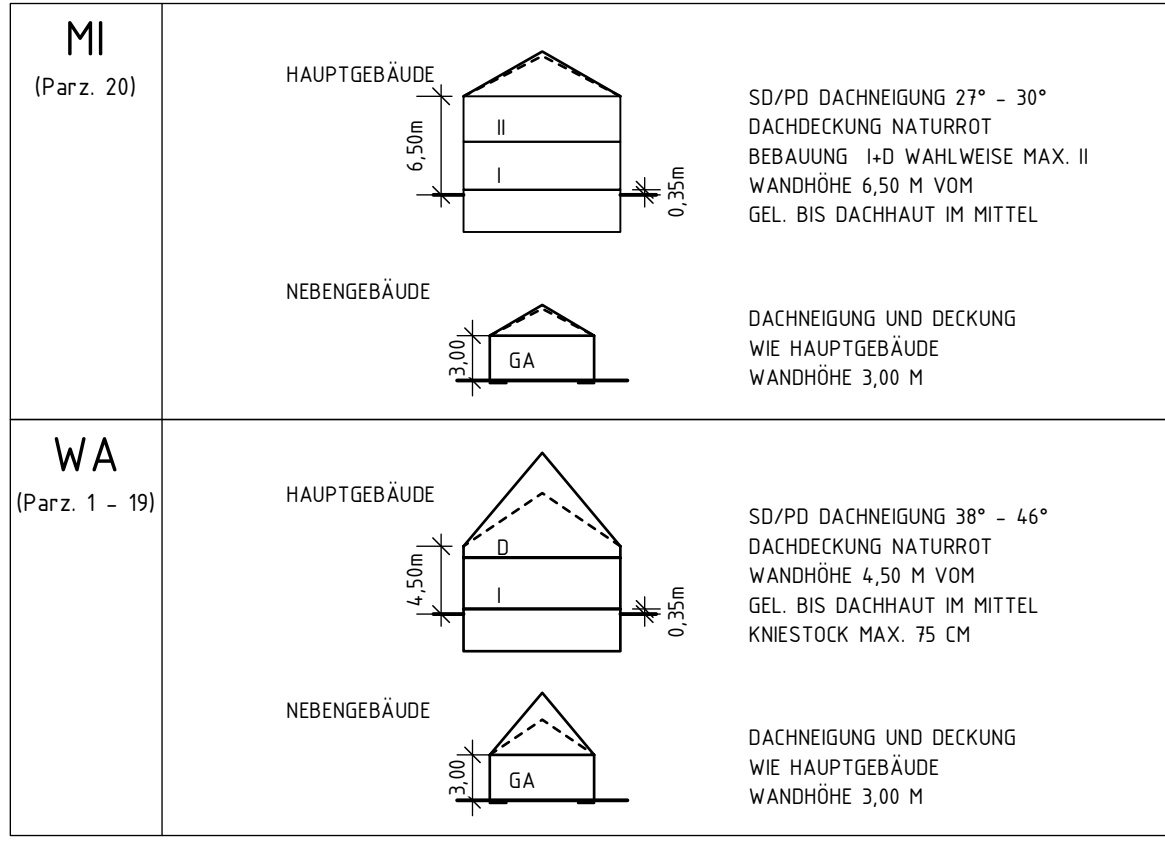 MI
(Parz. 20)
HAUPTGEBÄUDE
6,50m
II
I
0,35m
SD/PD DACHNEIGUNG 27° - 30°
DACHDECKUNG NATURROT
BEBAUUNG I+D WAHLWEISE MAX. II
WANDHÖHE 6,50 M VOM
GEL. BIS DACHHAUT IM MITTEL
NEBENGEBÄUDE
3,00
GA
DACHNEIGUNG UND DECKUNG
WIE HAUPTGEBÄUDE
WANDHÖHE 3,00 M
WA
(Parz. 1 - 19)
HAUPTGEBÄUDE
4,50m
D
I
0,35m
SD/PD DACHNEIGUNG 38° - 46°
DACHDECKUNG NATURROT
WANDHÖHE 4,50 M VOM
GEL. BIS DACHHAUT IM MITTEL
KNIESTOCK MAX. 75 CM
NEBENGEBÄUDE
3,00
GA
DACHNEIGUNG UND DECKUNG
WIE HAUPTGEBÄUDE
WANDHÖHE 3,00 M